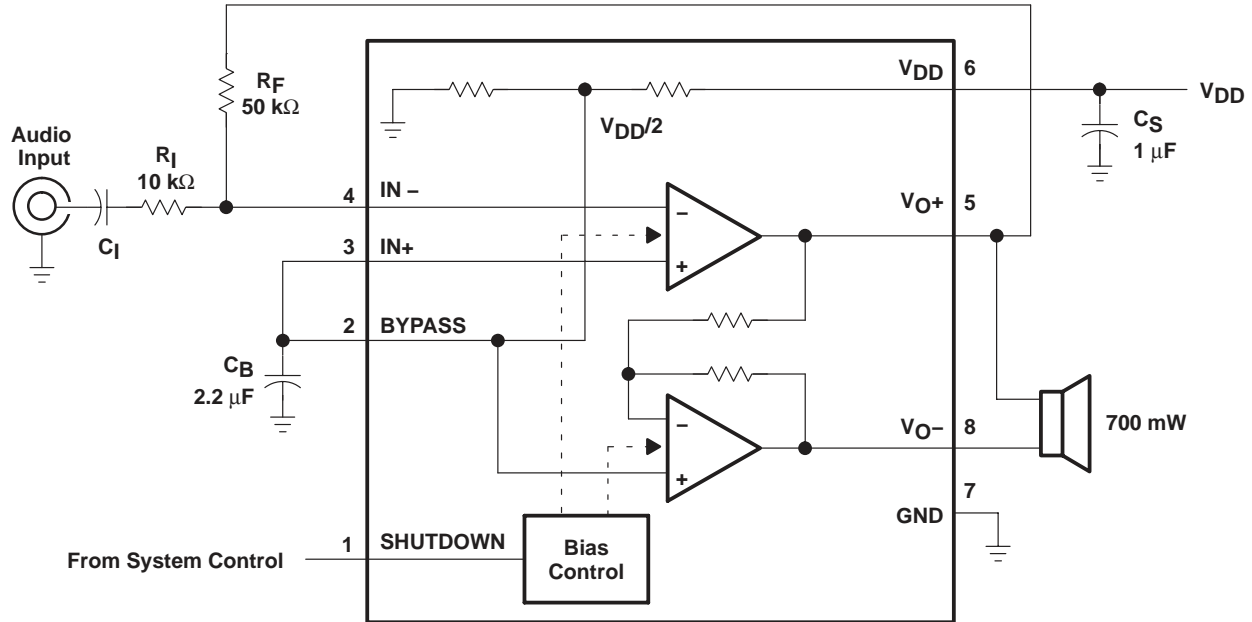 VDD 6
RF
50 kΩ
VDD/2
VDD
CS
1 μF
Audio
Input
RI
10 kΩ
CI
4 IN −
VO+ 5
−
+
3 IN+
2 BYPASS
CB
2.2 μF
−
+
VO− 8
700 mW
7
GND
1 SHUTDOWN
From System Control
Bias
Control